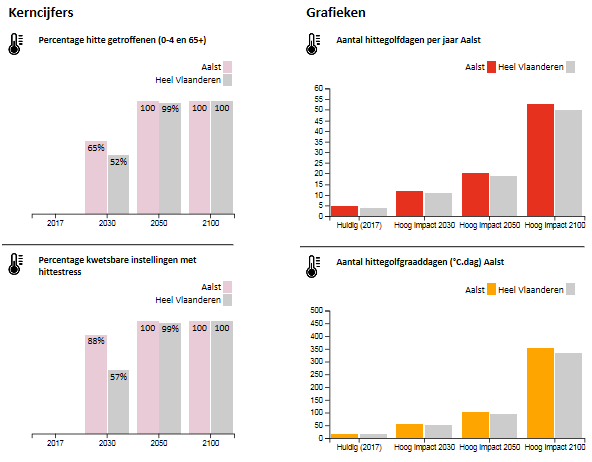 Kerncijfers
Percentage hitte getroffenen (0-4 en 65+)
Aalst
Heel Vlaanderen
65%
52%
100
99%
100
100
2017
2030
2050
2100
Percentage kwetsbare instellingen met
hittestress
Aalst
Heel Vlaanderen
88%
57%
100
99%
100
100
2017
2030
2050
2100
Grafieken
Aantal hittegolfdagen per jaar Aalst
Aalst
Heel Vlaanderen
60
55
50
45
40
35
30
25
20
15
10
5
0
Huidig (2017)
Hoog Impact 2030
Hoog Impact 2050
Hoog Impact 2100
Aantal hittegolfgraaddagen (°C.dag) Aalst
Aalst
Heel Vlaanderen
500
450
400
350
300
250
200
150
100
50
0
Huidig (2017)
Hoog Impact 2030
Hoog Impact 2050
Hoog Impact 2100